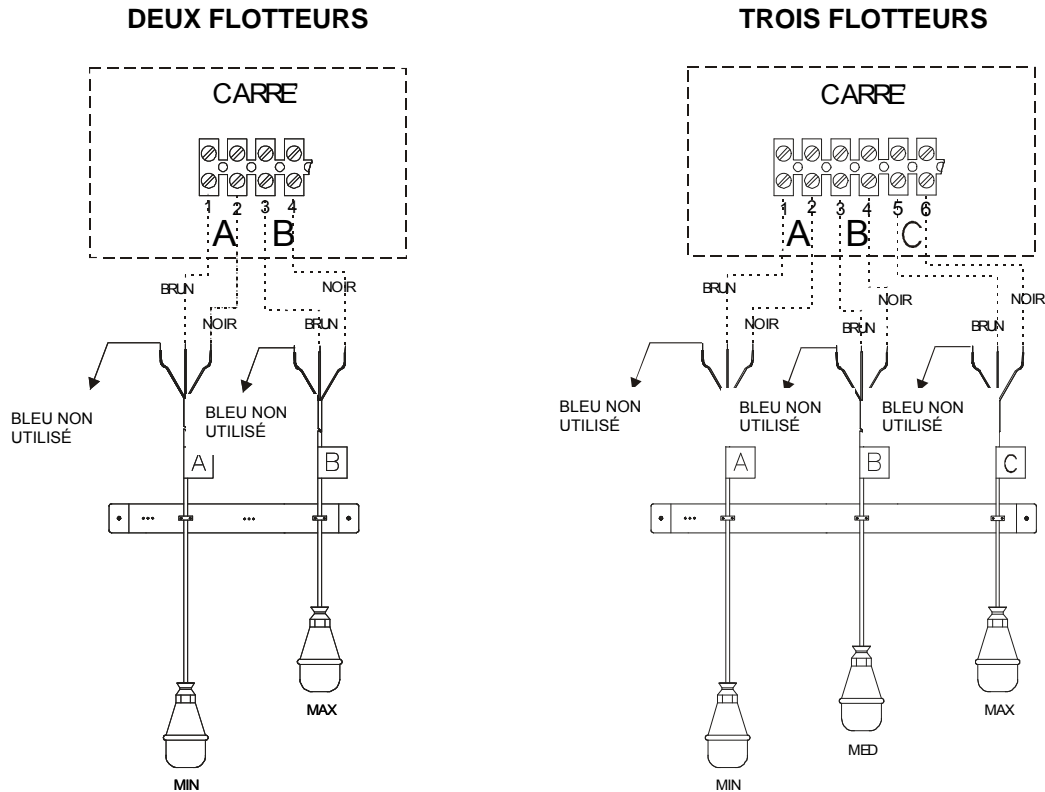 DEUX FLOTTEURS
CARRE'
1 2 3 4
A B
BRUN
NOIR
NOIR
BRUN
BLEU NON
UTILISÉ
BLEU NON
UTILISÉ
A
B
MAX
MIN
TROIS FLOTTEURS
CARRE'
1 2 3 4 5 6
A B C
BRUN
NOIR
NOIR
BRUN
NOIR
BRUN
BLEU NON
UTILISÉ
BLEU NON
UTILISÉ
BLEU NON
UTILISÉ
A
B
C
MAX
MED
MIN